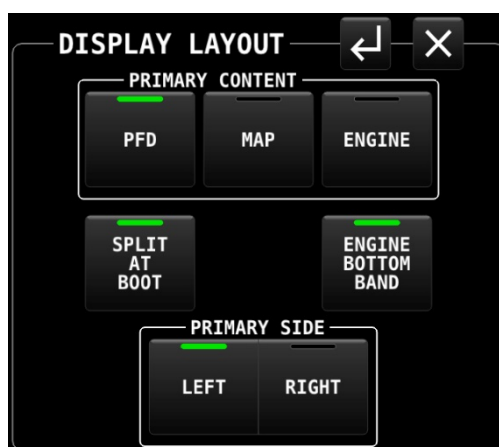 DISPLAY LAYOUT
PRIMARY CONTENT
PFD
MAP
ENGINE
SPLIT
AT
BOOT
ENGINE
BOTTOM
BAND
PRIMARY SIDE
LEFT
RIGHT